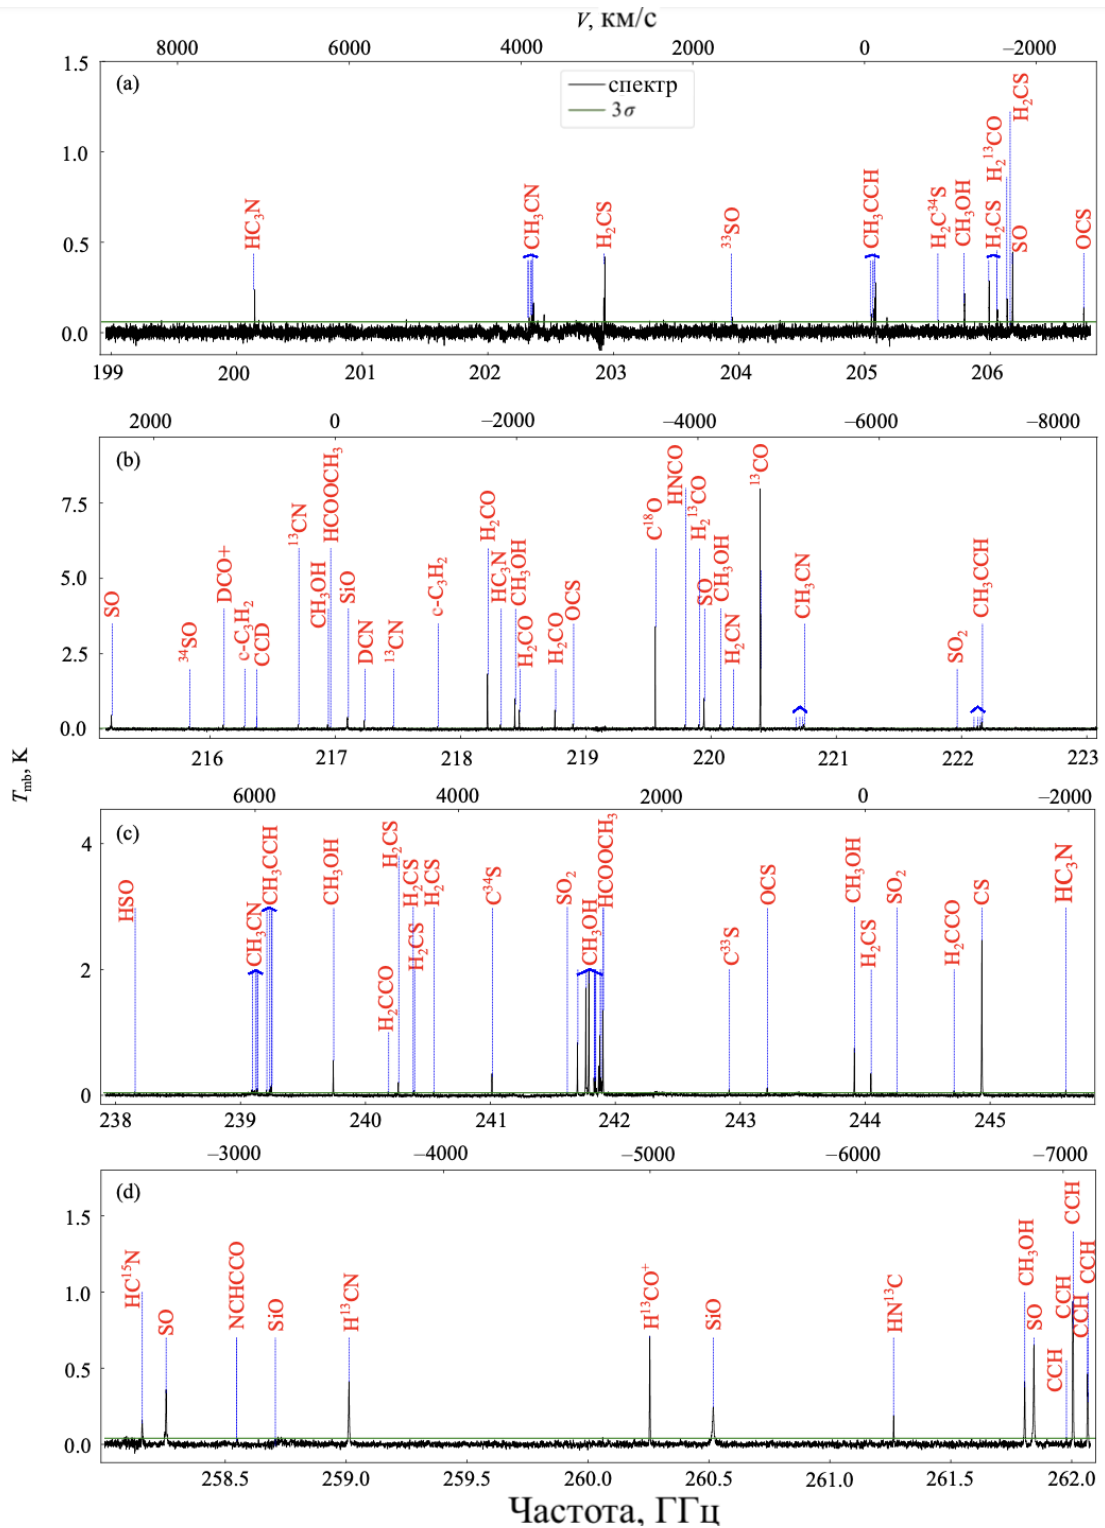 V, км/с
8000 6000 4000 2000 0 −2000
(a)
спектр
3σ
1.5
1.0
0.5
0.0
HC₃N
CH₃CN
H₂CS
³³SO
CH₃CCH
H₂C³⁴S
CH₃OH
H₂CS
H₂¹³CO
SO
H₂CS
OCS
199 200 201 202 203 204 205 206
2000 0 −2000 −4000 −6000 −8000
(b)
7.5
5.0
2.5
0.0
SO
³⁴SO
DCO+
c-C₃H₂
CCD
¹³CN
CH₃OH
HCOOCH₃
SiO
DCN
¹³CN
c-C₃H₂
H₂CO
HC₃N
CH₃OH
H₂CO
H₂CO
OCS
C¹⁸O
HNCO
H₂¹³CO
SO
CH₃OH
H₂CN
¹³CO
CH₃CN
SO₂
CH₃CCH
216 217 218 219 220 221 222 223
Tmb, K
6000 4000 2000 0 −2000
(c)
4
2
0
HSO
CH₃CN
CH₃CCH
CH₃OH
H₂CCO
H₂CS
H₂CS
H₂CS
H₂CS
C³⁴S
SO₂
CH₃OH
HCOOCH₃
C³³S
OCS
CH₃OH
H₂CS
SO₂
H₂CCO
CS
HC₃N
238 239 240 241 242 243 244 245
−3000 −4000 −5000 −6000 −7000
(d)
1.5
1.0
0.5
0.0
HC¹⁵N
SO
NCHCCO
SiO
H¹³CN
H¹³CO⁺
SiO
HN¹³C
CH₃OH
SO
CCH
CCH
CCH
CCH
CCH
258.5 259.0 259.5 260.0 260.5 261.0 261.5 262.0
Частота, ГГц